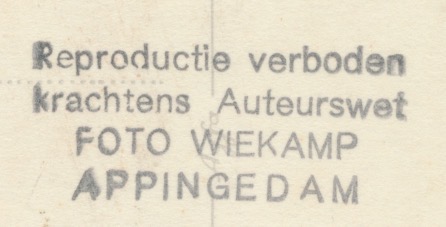 Reproductie verboden
krachtens Auteurswet
FOTO WIEKAMP
APPINGEDAM